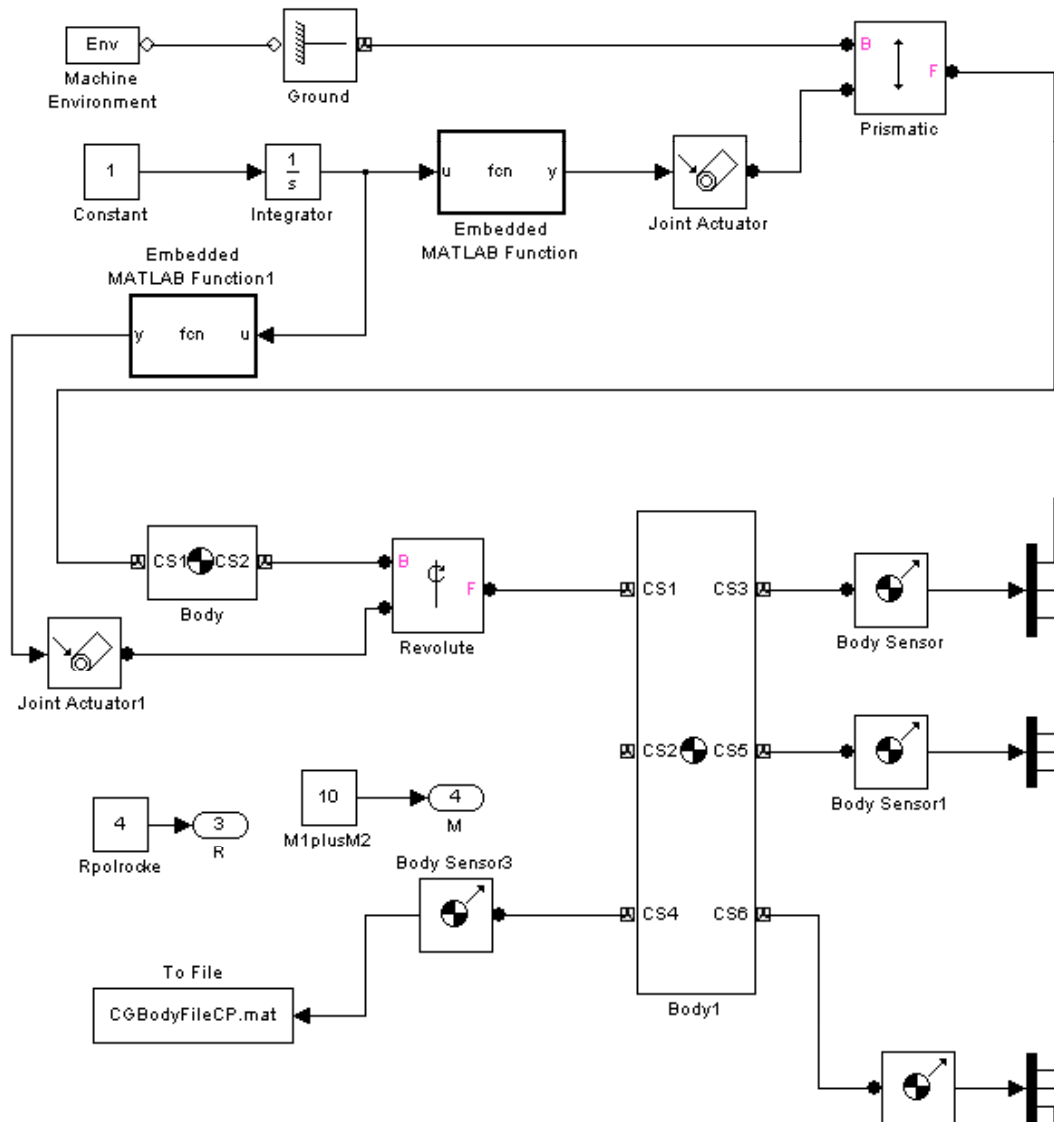 Env
Machine
Environment
Ground
B
F
Prismatic
1
Constant
1
s
Integrator
u fcn y
Embedded
MATLAB Function
Joint Actuator
Embedded
MATLAB Function1
y fcn u
CS1 CS2
Body
B
F
Revolute
Joint Actuator1
CS1 CS3
CS2 CS5
CS4 CS6
Body1
Body Sensor
Body Sensor1
4
Rpolrocke
3
R
10
M1plusM2
4
M
Body Sensor3
To File
CGBodyFileCP.mat